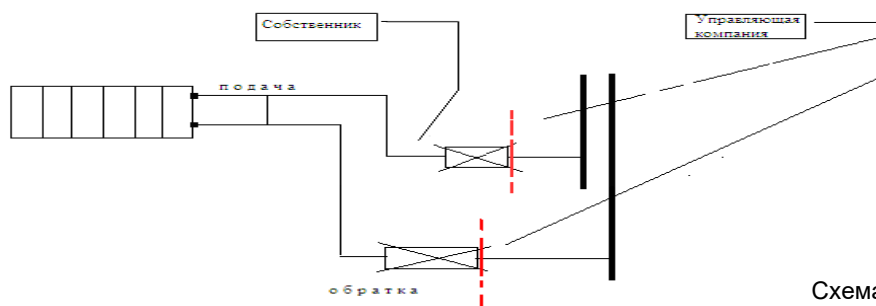 Собственник
Управляющая
компания
подача
обратка
Схема